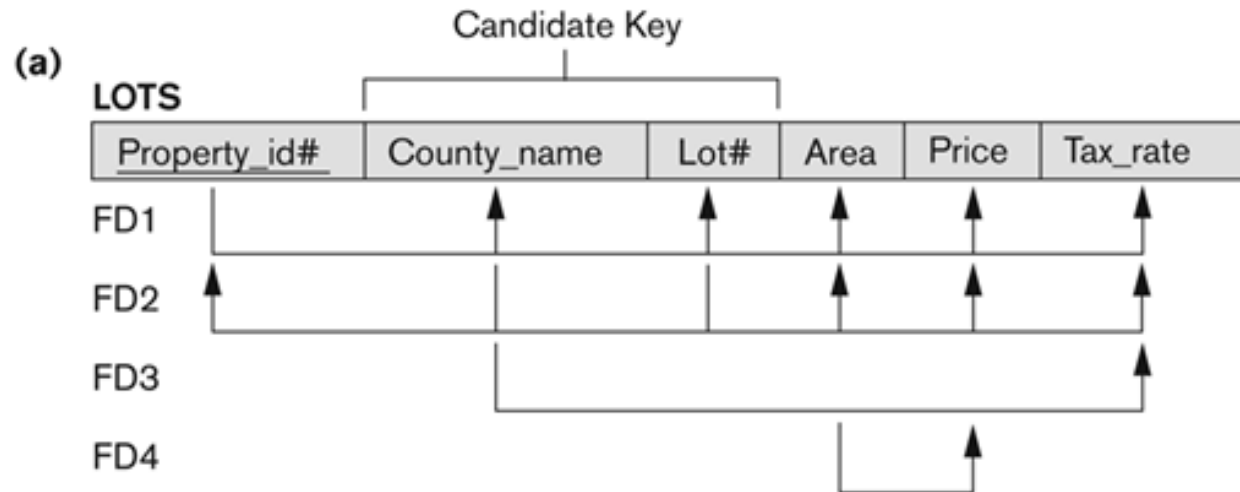 Candidate Key
(a)
LOTS
Property_id# County_name Lot# Area Price Tax_rate
FD1
FD2
FD3
FD4